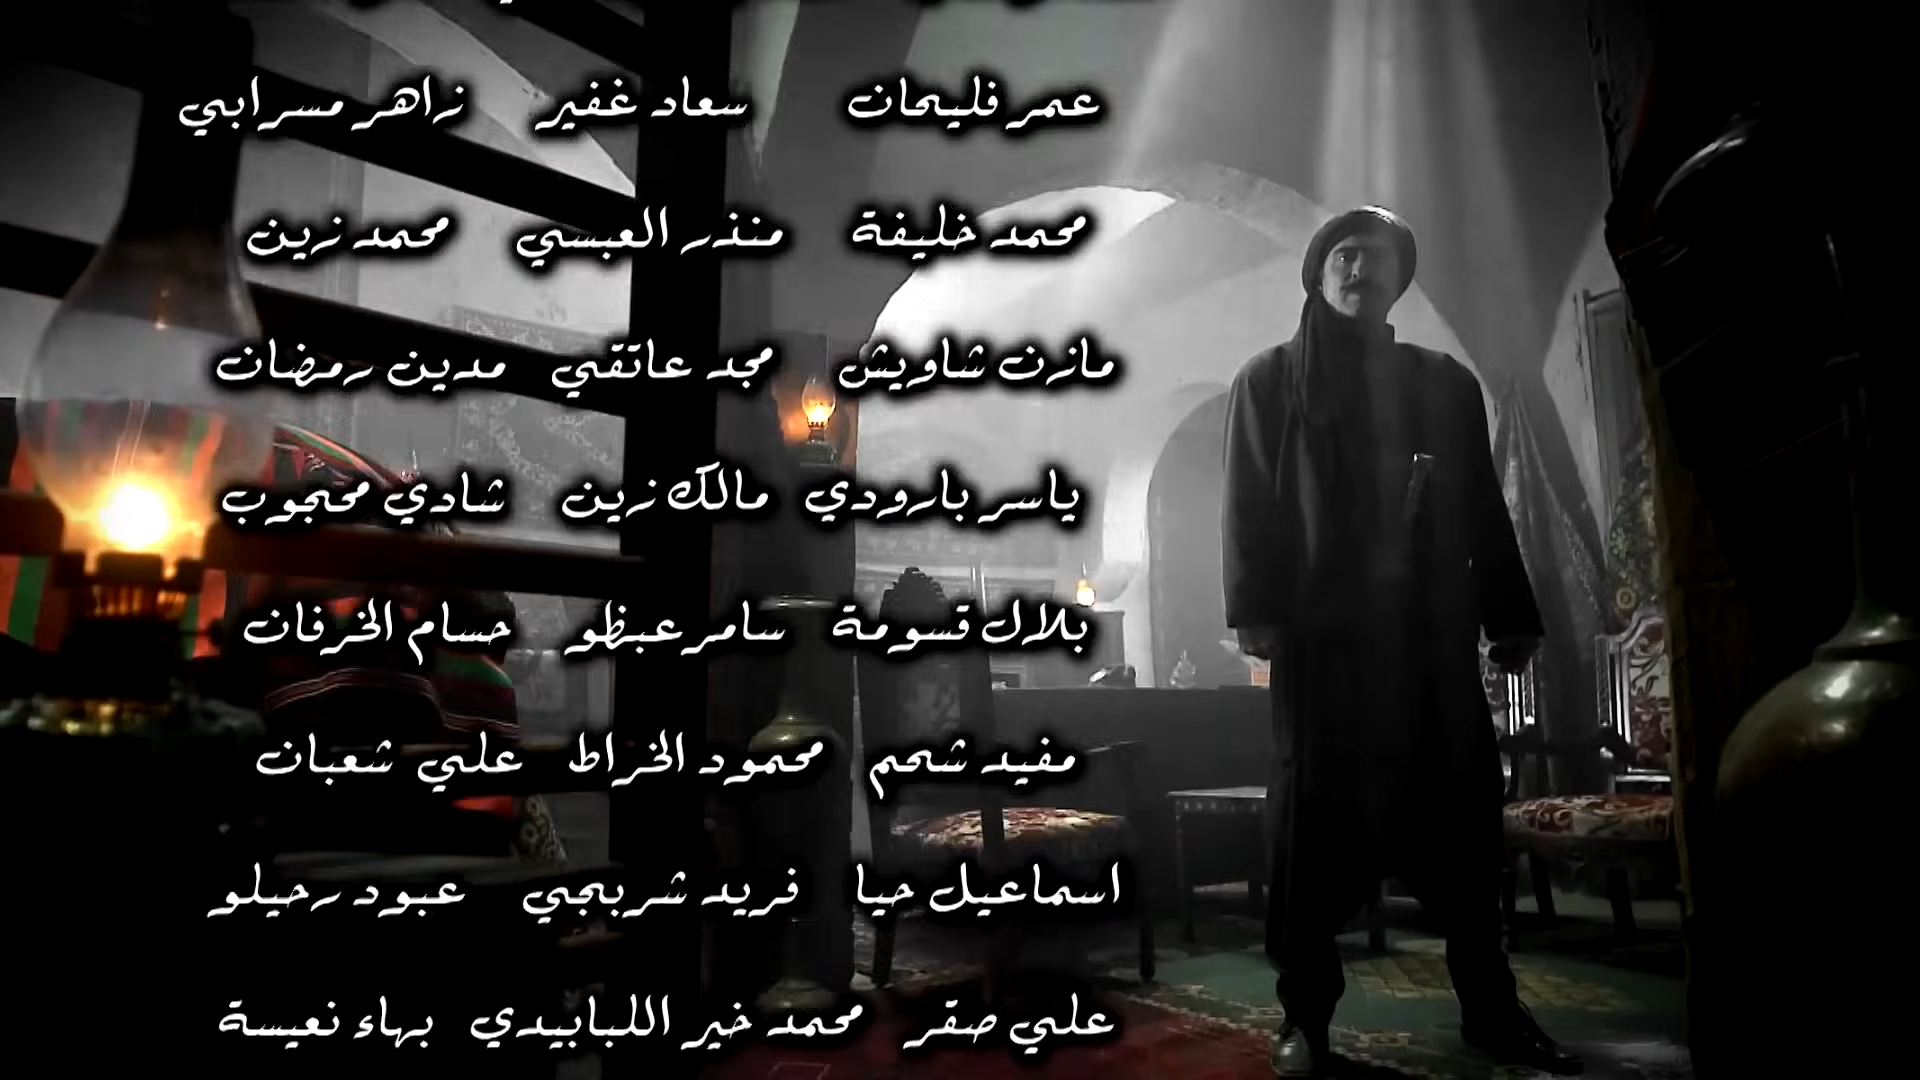 عمر فليحان سعاد غفير زاهر مسرابي
محمد خليفة منذر العبسي محمد زين
مازن شاويش مجد عاتقي مدين رمضان
ياسر بارودي مالك زين شادي محجوب
بلال قسومة سامر عبظو حسام الخرفان
مفيد شحم محمود الخراط علي شعبان
اسماعيل حيا فريد شربجي عبود رحيلو
علي صقر محمد خير اللبابيدي بهاء نعيسة